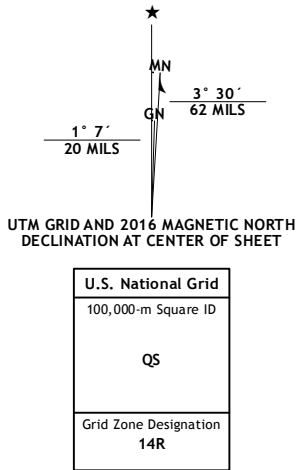 MN
GN
3° 30´
62 MILS
1° 7´
20 MILS
UTM GRID AND 2016 MAGNETIC NORTH
DECLINATION AT CENTER OF SHEET
U.S. National Grid
100,000-m Square ID
QS
Grid Zone Designation
14R